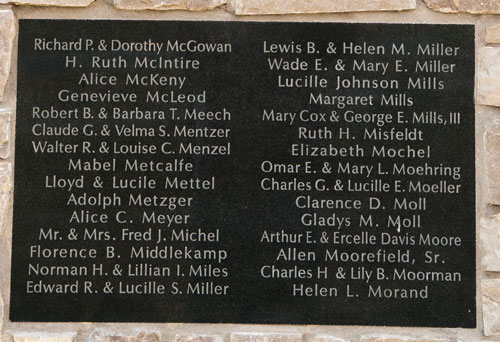 Richard P. & Dorothy McGowan
H. Ruth McIntire
Alice McKeny
Genevieve McLeod
Robert B. & Barbara T. Meech
Claude G. & Velma S. Mentzer
Walter R. & Louise C. Menzel
Mabel Metcalfe
Lloyd & Lucile Mettel
Adolph Metzger
Alice C. Meyer
Mr. & Mrs. Fred J. Michel
Florence B. Middlekamp
Norman H. & Lillian I. Miles
Edward R. & Lucille S. Miller
Lewis B. & Helen M. Miller
Wade E. & Mary E. Miller
Lucille Johnson Mills
Margaret Mills
Mary Cox & George E. Mills, III
Ruth H. Misfeldt
Elizabeth Mochel
Omar E. & Mary L. Moehring
Charles G. & Lucille E. Moeller
Clarence D. Moll
Gladys M. Moll
Arthur E. & Ercelle Davis Moore
Allen Moorefield, Sr.
Charles H & Lily B. Moorman
Helen L. Morand